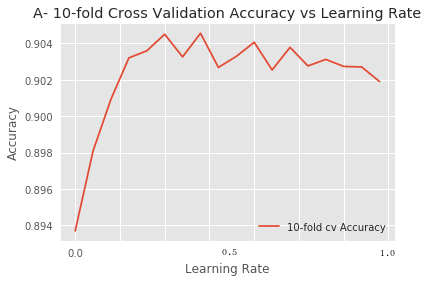 A- 10-fold Cross Validation Accuracy vs Learning Rate
0.904
0.902
0.900
0.898
0.896
0.894
Accuracy
10-fold cv Accuracy
0.0 0.5 1.0
Learning Rate